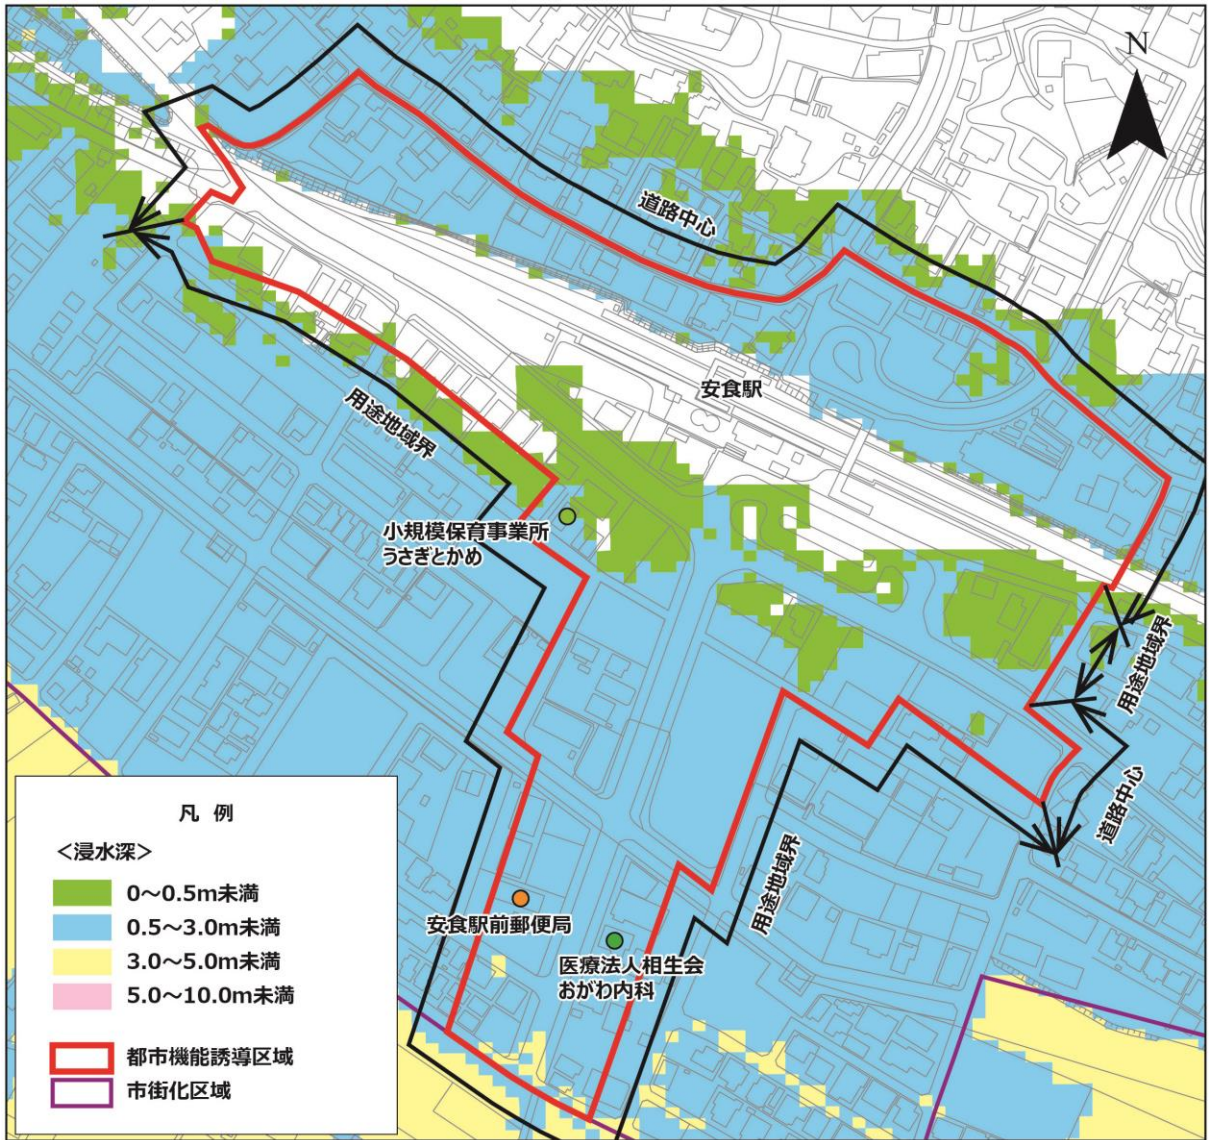 N
道路中心
安食駅
用途地域界
小規模保育事業所
うさぎとかめ
用途地域界
道路中心
用途地域界
安食駅前郵便局
医療法人相生会
おがわ内科
凡 例
<浸水深>
0～0.5m未満
0.5～3.0m未満
3.0～5.0m未満
5.0～10.0m未満
都市機能誘導区域
市街化区域